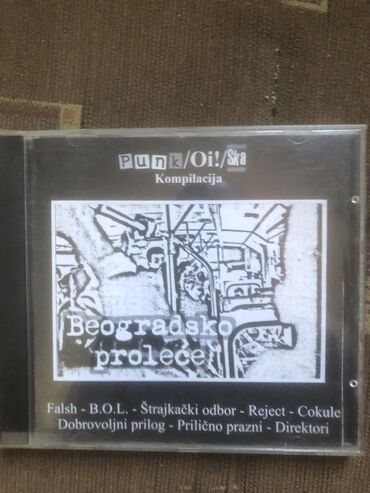 Punk/Oi!/Ska
Kompilacija
Beogradsko
proleće
Falsh - B.O.L. - Štrajkački odbor - Reject - Cokule
Dobrovoljni prilog - Prilično prazni - Direktori